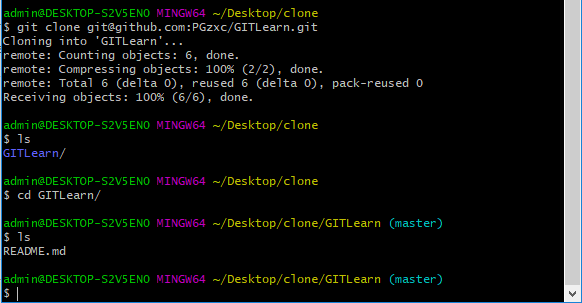 admin@DESKTOP-S2V5ENO MINGW64 ~/Desktop/clone
$ git clone git@github.com:PGzxc/GITLearn.git
Cloning into 'GITLearn'...
remote: Counting objects: 6, done.
remote: Compressing objects: 100% (2/2), done.
remote: Total 6 (delta 0), reused 6 (delta 0), pack-reused 0
Receiving objects: 100% (6/6), done.
admin@DESKTOP-S2V5ENO MINGW64 ~/Desktop/clone
$ ls
GITLearn/
admin@DESKTOP-S2V5ENO MINGW64 ~/Desktop/clone
$ cd GITLearn/
admin@DESKTOP-S2V5ENO MINGW64 ~/Desktop/clone/GITLearn (master)
$ ls
README.md
admin@DESKTOP-S2V5ENO MINGW64 ~/Desktop/clone/GITLearn (master)
$